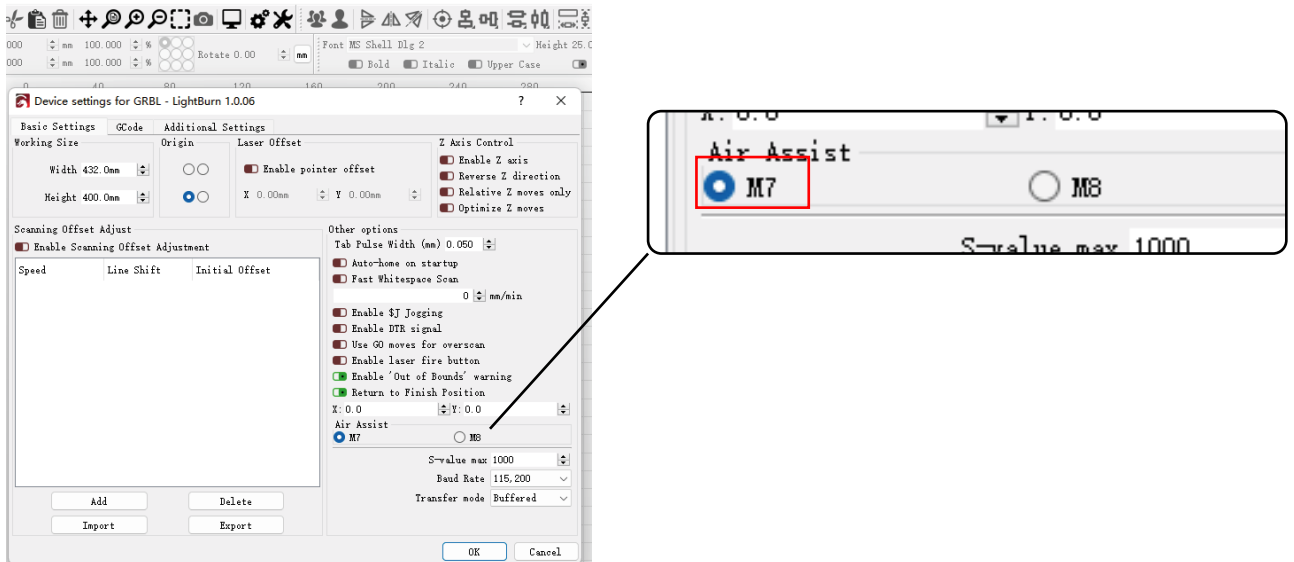 000 mm 100.000 % Rotate 0.00 mm Font MS Shell Dlg 2 Height 25.0
000 mm 100.000 % Bold Italic Upper Case
0 40 80 120 160 200 240 280
Device settings for GRBL - LightBurn 1.0.06 ? ×
Basic Settings GCode Additional Settings
Working Size Origin Laser Offset Z Axis Control
Width 432.0mm Enable pointer offset Enable Z axis
Reverse Z direction
Height 400.0mm X 0.00mm Y 0.00mm Relative Z moves only
Optimize Z moves
Scanning Offset Adjust
Enable Scanning Offset Adjustment
Speed Line Shift Initial Offset
Add Delete
Import Export
Other options
Tab Pulse Width (mm) 0.050
Auto-home on startup
Fast Whitespace Scan
0 mm/min
Enable $J Jogging
Enable DTR signal
Use G0 moves for overscan
Enable laser fire button
Enable 'Out of Bounds' warning
Return to Finish Position
X: 0.0 Y: 0.0
Air Assist
M7 M8
S-value max 1000
Baud Rate 115,200
Transfer mode Buffered
OK Cancel
X: 0.0 Y: 0.0
Air Assist
M7 M8
S-value max 1000